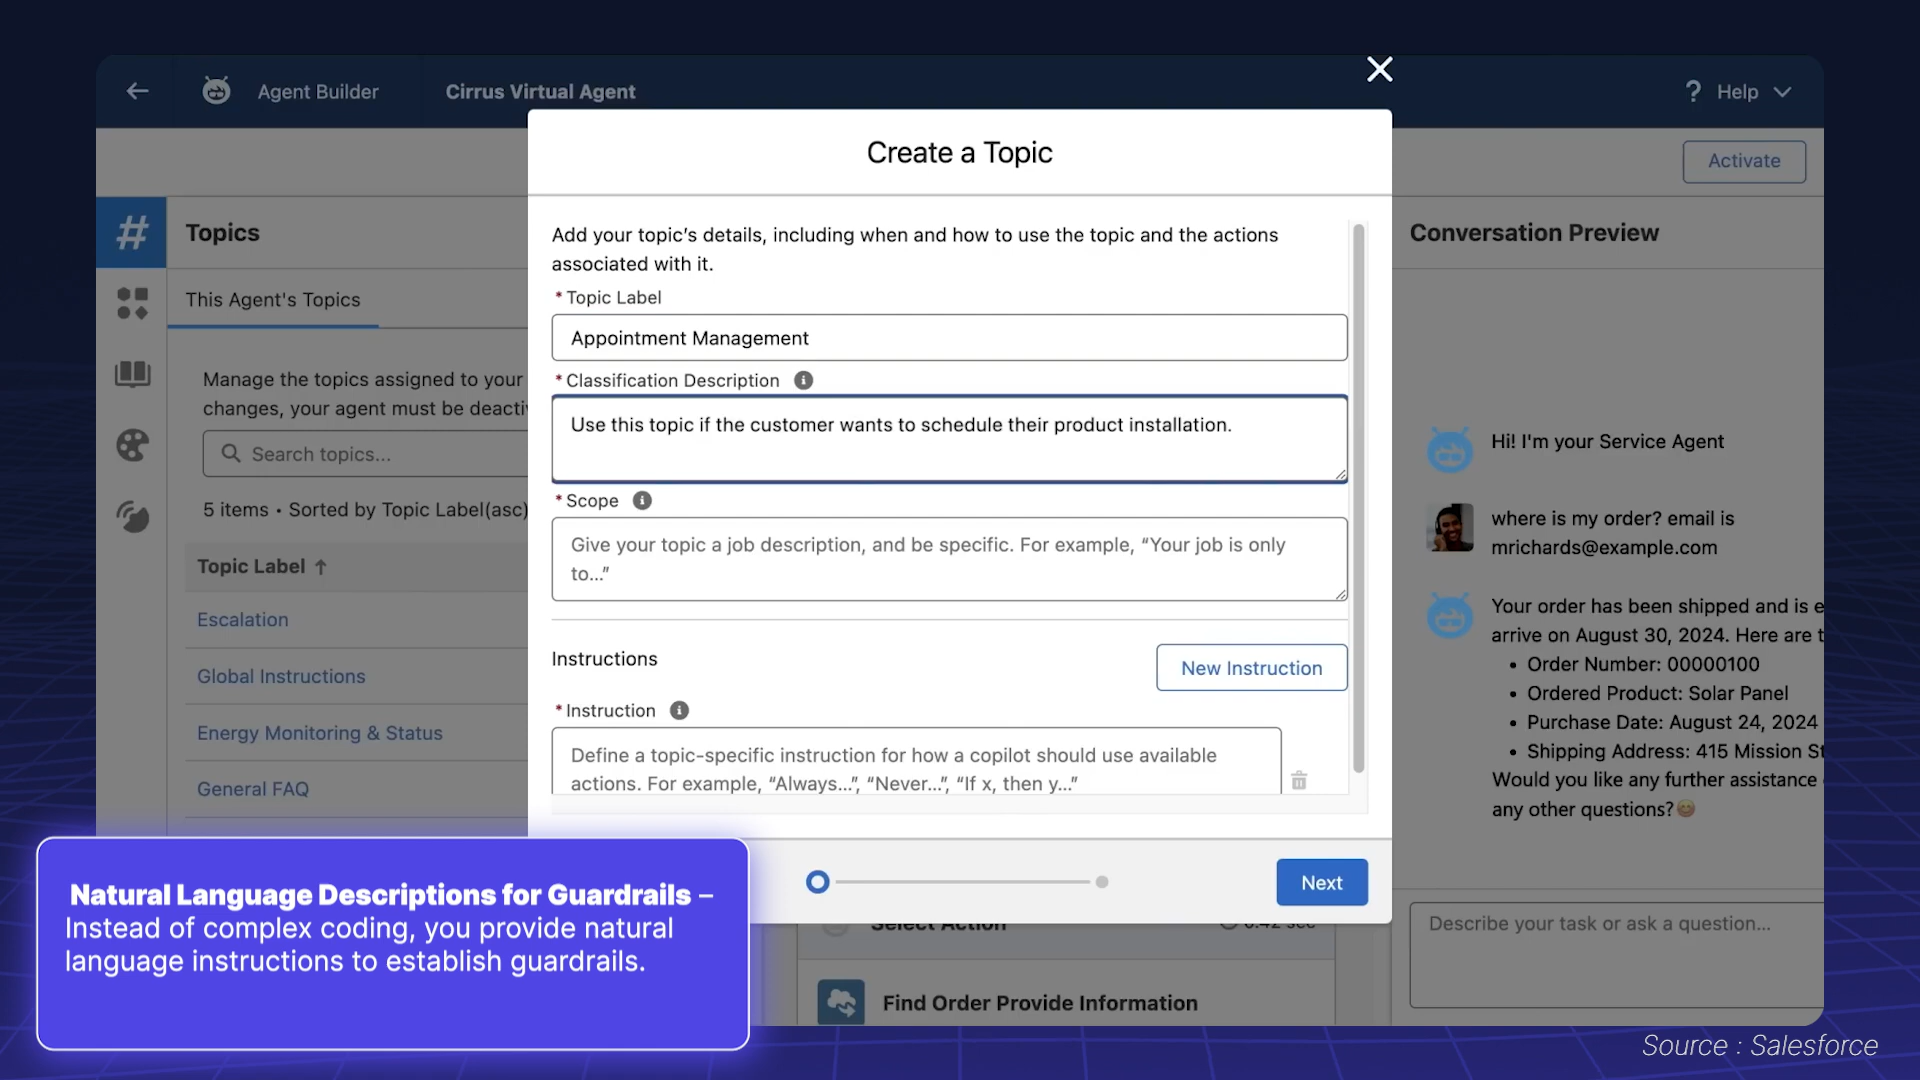 Agent Builder
Cirrus Virtual Agent
? Help
Create a Topic
Activate
#
Topics
This Agent's Topics
Manage the topics assigned to your
changes, your agent must be deacti
Search topics...
5 items • Sorted by Topic Label(asc)
Topic Label ↑
Escalation
Global Instructions
Energy Monitoring & Status
General FAQ
Add your topic’s details, including when and how to use the topic and the actions
associated with it.
* Topic Label
Appointment Management
* Classification Description
Use this topic if the customer wants to schedule their product installation.
* Scope
Give your topic a job description, and be specific. For example, “Your job is only
to...”
Instructions
New Instruction
* Instruction
Define a topic-specific instruction for how a copilot should use available
actions. For example, “Always...”, “Never...”, “If x, then y...”
Next
Select Action
6.42 sec
Find Order Provide Information
Conversation Preview
Hi! I'm your Service Agent
where is my order? email is
mrichards@example.com
Your order has been shipped and is e
arrive on August 30, 2024. Here are t
• Order Number: 00000100
• Ordered Product: Solar Panel
• Purchase Date: August 24, 2024
• Shipping Address: 415 Mission St
Would you like any further assistance
any other questions?😊
Describe your task or ask a question...
Natural Language Descriptions for Guardrails –
Instead of complex coding, you provide natural
language instructions to establish guardrails.
Source : Salesforce